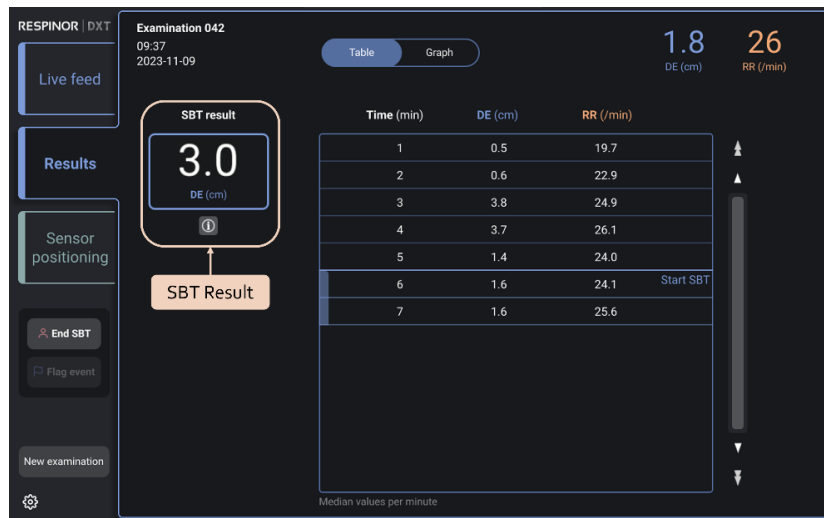 RESPINOR | DXT
Live feed
Results
Sensor
positioning
End SBT
Flag event
New examination
Examination 042
09:37
2023-11-09
Table Graph
1.8
DE (cm)
26
RR (/min)
SBT result
3.0
DE (cm)
SBT Result
Time (min) DE (cm) RR (/min)
1 0.5 19.7
2 0.6 22.9
3 3.8 24.9
4 3.7 26.1
5 1.4 24.0
6 1.6 24.1 Start SBT
7 1.6 25.6
Median values per minute